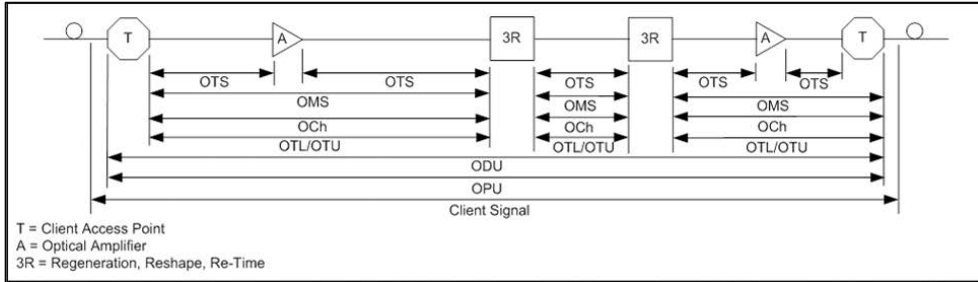 T A 3R 3R A T
OTS OTS OTS OTS OTS
OMS OMS OMS
OCh OCh OCh
OTL/OTU OTL/OTU OTL/OTU
ODU
OPU
Client Signal
T = Client Access Point
A = Optical Amplifier
3R = Regeneration, Reshape, Re-Time